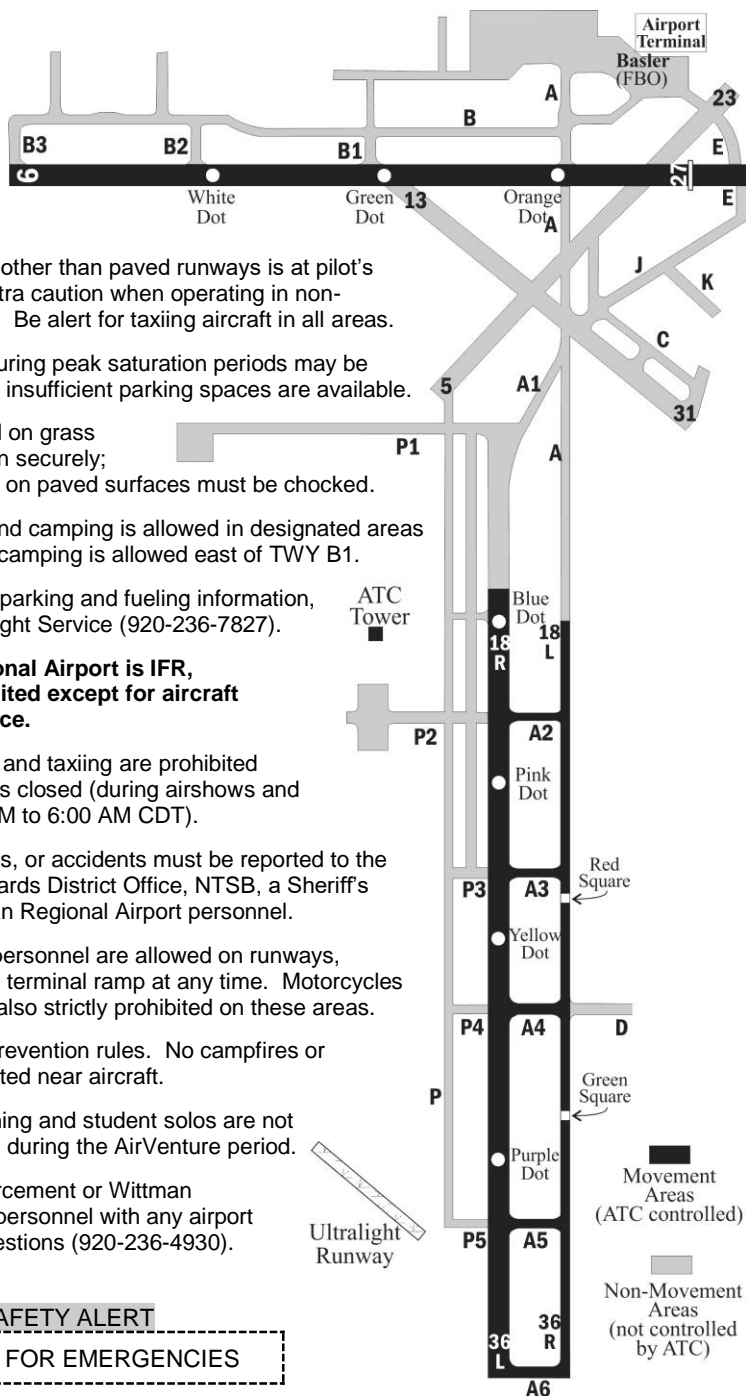 Airport
Terminal
Basler
(FBO)
23
A
B
B3
B2
B1
E
9
27
White
Dot
Green
Dot
13
Orange
Dot
A
E
J
K
other than paved runways is at pilot's
tra caution when operating in non-
Be alert for taxiing aircraft in all areas.
C
uring peak saturation periods may be
insufficient parking spaces are available.
5
A1
31
d on grass
n securely;
on paved surfaces must be chocked.
P1
A
nd camping is allowed in designated areas
camping is allowed east of TWY B1.
parking and fueling information,
ght Service (920-236-7827).
ATC
Tower
Blue
Dot
18
R
18
L
onal Airport is IFR,
ited except for aircraft
ce.
P2
A2
and taxiing are prohibited
s closed (during airshows and
M to 6:00 AM CDT).
Pink
Dot
s, or accidents must be reported to the
ards District Office, NTSB, a Sheriff's
n Regional Airport personnel.
P3
A3
Red
Square
personnel are allowed on runways,
terminal ramp at any time. Motorcycles
also strictly prohibited on these areas.
Yellow
Dot
P4
A4
D
revention rules. No campfires or
ted near aircraft.
Green
Square
P
ning and student solos are not
during the AirVenture period.
Purple
Dot
rcement or Wittman
personnel with any airport
estions (920-236-4930).
Ultralight
Runway
P5
A5
Movement
Areas
(ATC controlled)
Non-Movement
Areas
(not controlled
by ATC)
AFETY ALERT
FOR EMERGENCIES
36
L
36
R
A6